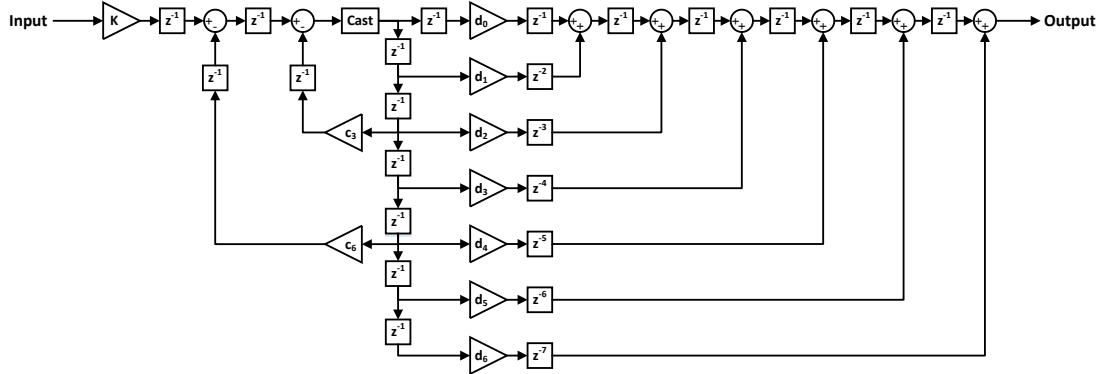 Input K z⁻¹ + - z⁻¹ + - Cast z⁻¹ d₀ z⁻¹ + + z⁻¹ + + z⁻¹ + + z⁻¹ + + z⁻¹ + + z⁻¹ + + Output
z⁻¹
z⁻¹ z⁻¹ d₁ z⁻²
z⁻¹
c₃ d₂ z⁻³
z⁻¹
d₃ z⁻⁴
z⁻¹
c₆ d₄ z⁻⁵
z⁻¹
d₅ z⁻⁶
z⁻¹
d₆ z⁻⁷